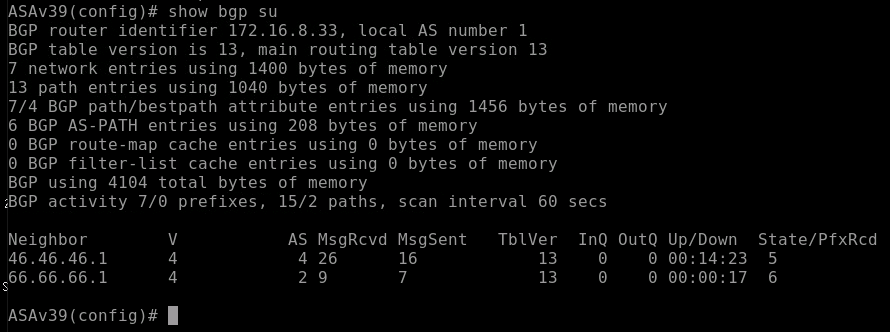 ASAv39(config)# show bgp su
BGP router identifier 172.16.8.33, local AS number 1
BGP table version is 13, main routing table version 13
7 network entries using 1400 bytes of memory
13 path entries using 1040 bytes of memory
7/4 BGP path/bestpath attribute entries using 1456 bytes of memory
6 BGP AS-PATH entries using 208 bytes of memory
0 BGP route-map cache entries using 0 bytes of memory
0 BGP filter-list cache entries using 0 bytes of memory
BGP using 4104 total bytes of memory
BGP activity 7/0 prefixes, 15/2 paths, scan interval 60 secs
Neighbor        V           AS MsgRcvd MsgSent   TblVer  InQ OutQ Up/Down  State/PfxRcd
46.46.46.1      4            4 26      16            13    0    0 00:14:23  5
66.66.66.1      4            2 9       7             13    0    0 00:00:17  6
ASAv39(config)#